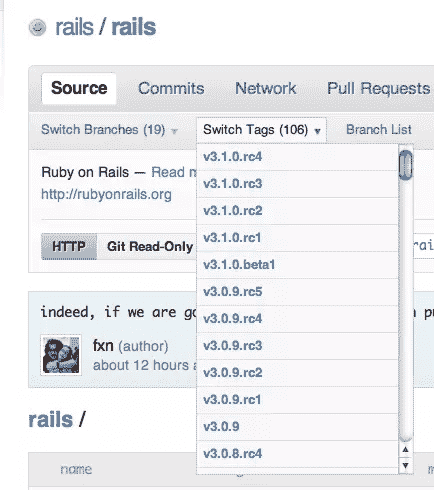 rails / rails
Source Commits Network Pull Requests
Switch Branches (19) Switch Tags (106) Branch List
v3.1.0.rc4
Ruby on Rails — Read
v3.1.0.rc3
http://rubyonrails.org
v3.1.0.rc2
v3.1.0.rc1
HTTP Git Read-Only
v3.1.0.beta1
v3.0.9.rc5
indeed, if we are
v3.0.9.rc4
fxn (author)
v3.0.9.rc3
about 12 hours
v3.0.9.rc2
v3.0.9.rc1
rails /
v3.0.9
v3.0.8.rc4
name